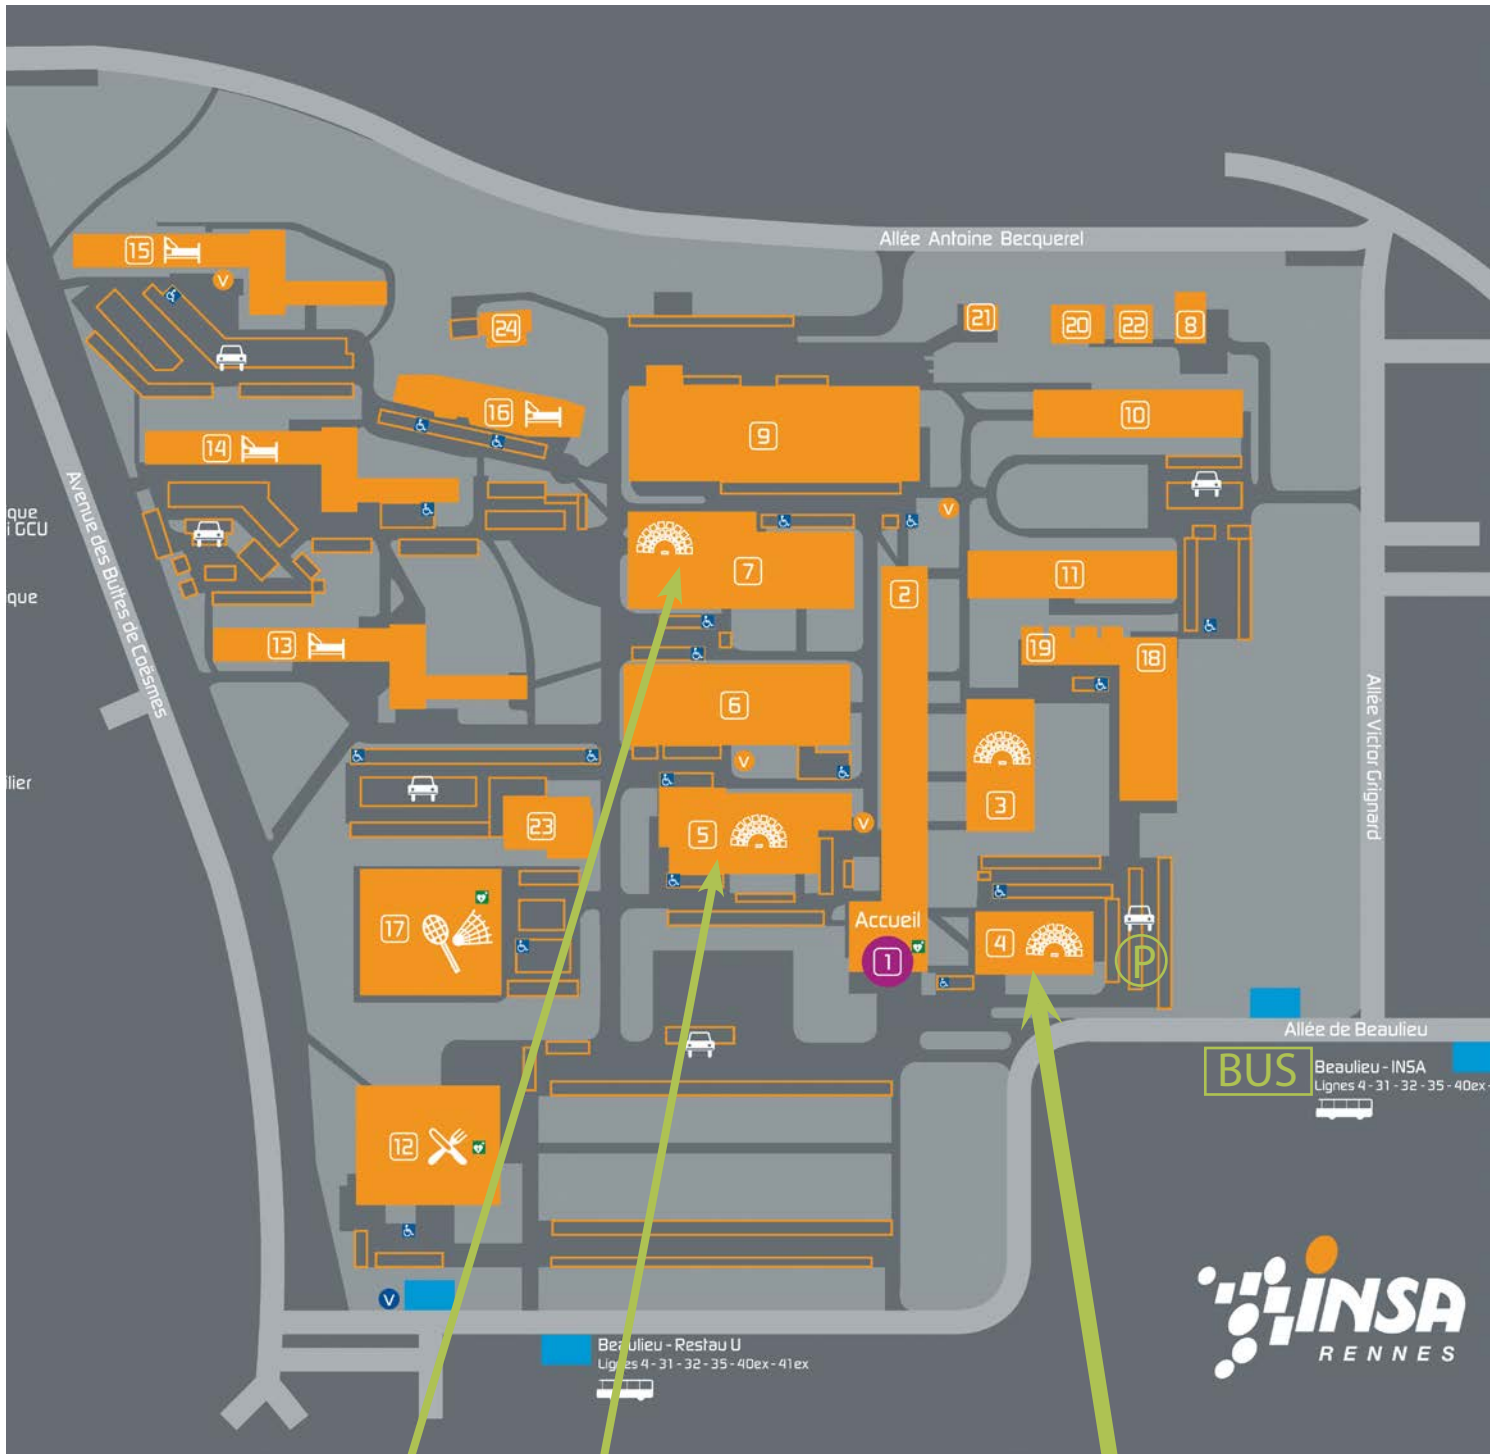 Allée Antoine Becquerel
15
24
21
20
22
8
16
10
9
14
que
i GCU
Avenue des Buttes de Coësmes
7
11
2
que
13
19
18
6
Allée Victor Grignard
lier
23
5
3
17
Accueil
4
1
P
Allée de Beaulieu
BUS
Beaulieu - INSA
Lignes 4 - 31 - 32 - 35 - 40ex -
12
V
V
V
V
V
INSA
RENNES
Beaulieu - Restau U
Lignes 4 - 31 - 32 - 35 - 40ex - 41ex